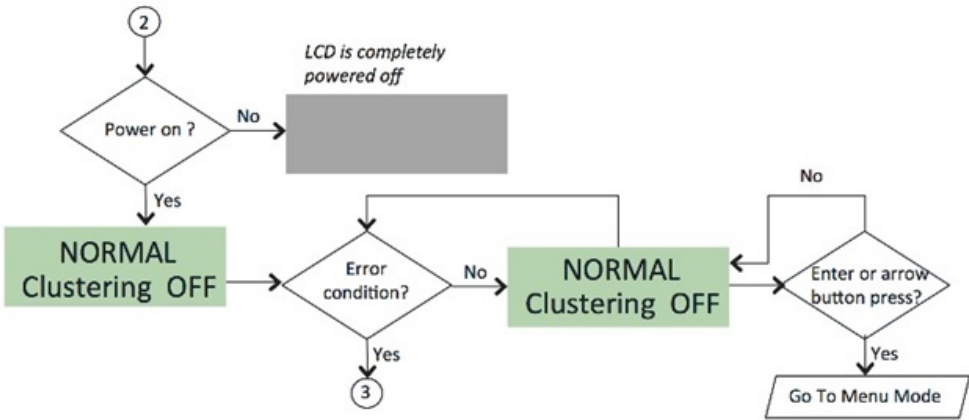 2
LCD is completely
powered off
Power on ?
No
Yes
NORMAL
Clustering OFF
Error
condition?
No
Yes
3
NORMAL
Clustering OFF
No
Enter or arrow
button press?
Yes
Go To Menu Mode